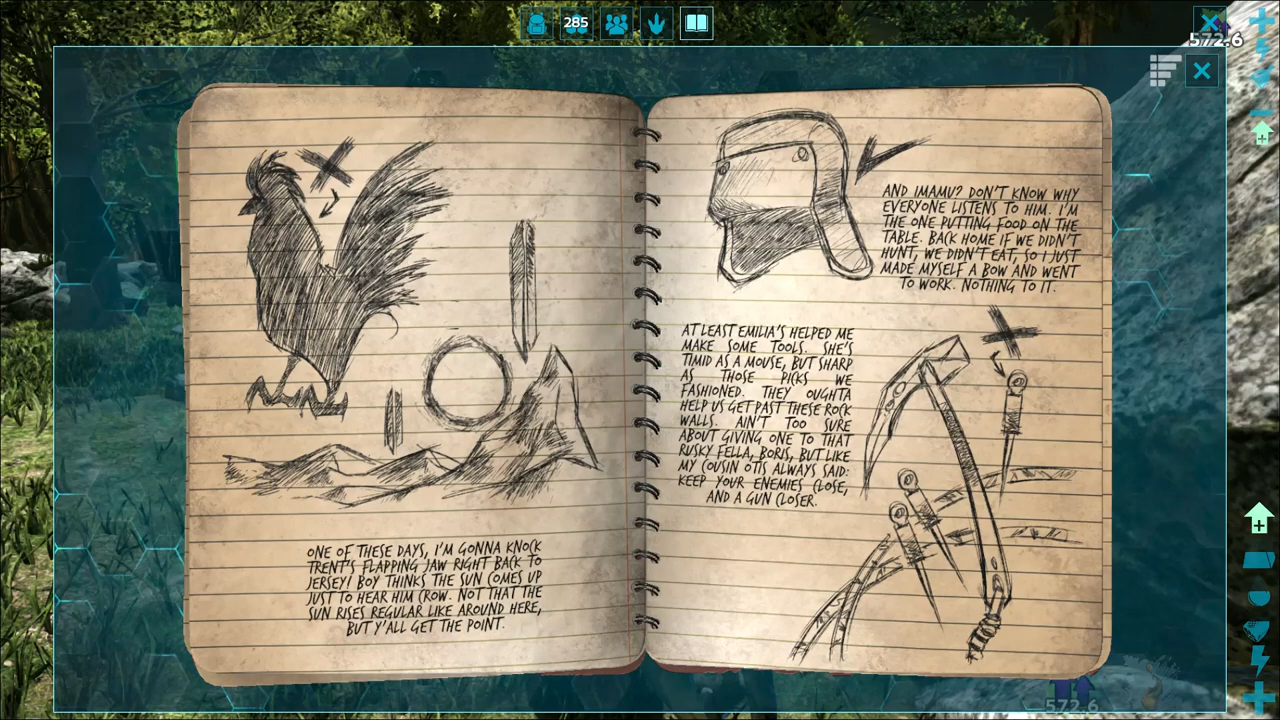 285
572.6
ONE OF THESE DAYS, I'M GONNA KNOCK
TRENT'S FLAPPING JAW RIGHT BACK TO
JERSEY! BOY THINKS THE SUN COMES UP
JUST TO HEAR HIM CROW. NOT THAT THE
SUN RISES REGULAR LIKE AROUND HERE,
BUT Y'ALL GET THE POINT.
AND IMAMU? DON'T KNOW WHY
EVERYONE LISTENS TO HIM. I'M
THE ONE PUTTING FOOD ON THE
TABLE. BACK HOME IF WE DIDN'T
HUNT, WE DIDN'T EAT, SO I JUST
MADE MYSELF A BOW AND WENT
TO WORK. NOTHING TO IT.
AT LEAST EMILIA'S HELPED ME
MAKE SOME TOOLS. SHE'S
TIMID AS A MOUSE, BUT SHARP
AS THOSE PICKS WE
FASHIONED. THEY OUGHTA
HELP US GET PAST THESE ROCK
WALLS. AIN'T TOO SURE
ABOUT GIVING ONE TO THAT
RUSKY FELLA, BORIS, BUT LIKE
MY COUSIN OTIS ALWAYS SAID:
KEEP YOUR ENEMIES CLOSE,
AND A GUN CLOSER.
572.6